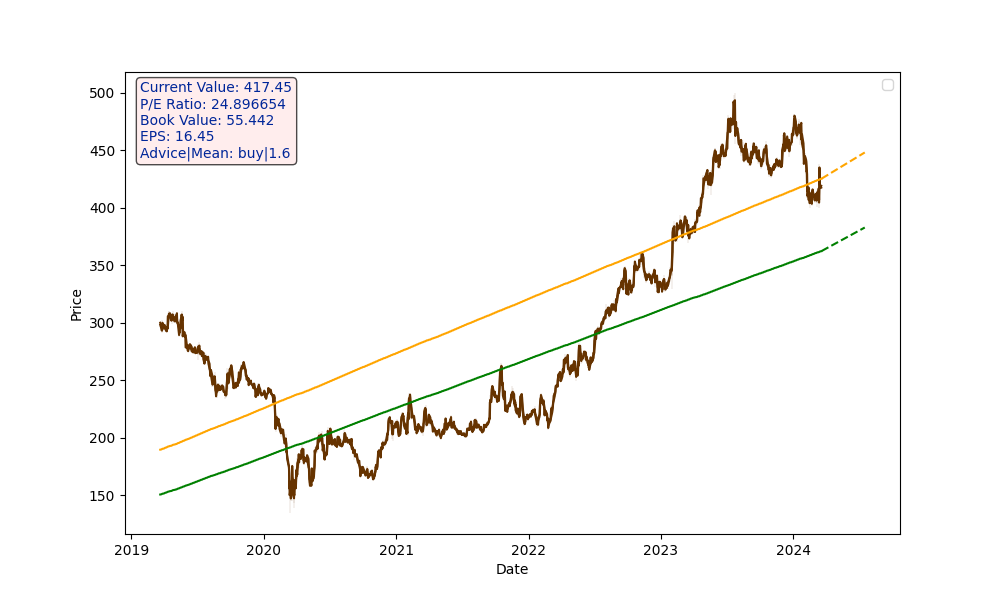 Current Value: 417.45
P/E Ratio: 24.896654
Book Value: 55.442
EPS: 16.45
Advice|Mean: buy|1.6
500
450
400
350
300
250
200
150
Price
2019 2020 2021 2022 2023 2024
Date